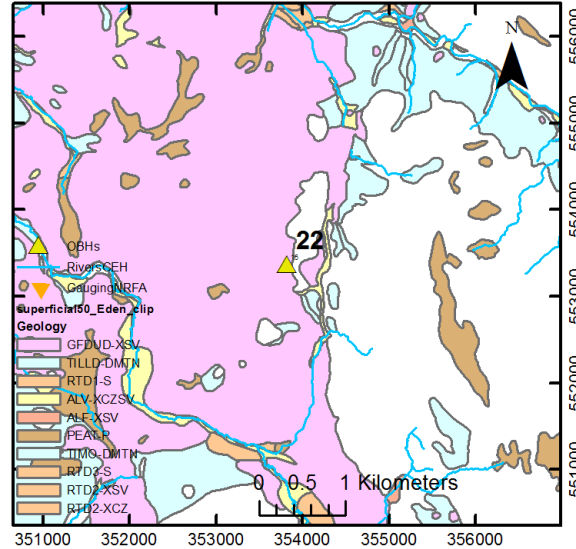 N
556000
555000
554000
553000
552000
551000
22
OBHs
RiversCEH
GaugingNRFA
superficial50_Eden_clip
Geology
GFDUD-XSV
TILLD-DMTN
RTD1-S
ALV-XCZSV
ALF-XSV
PEAT-P
TIMO-DMTN
RTD3-S
RTD2-XSV
RTD2-XCZ
0 0.5 1 Kilometers
351000 352000 353000 354000 355000 356000